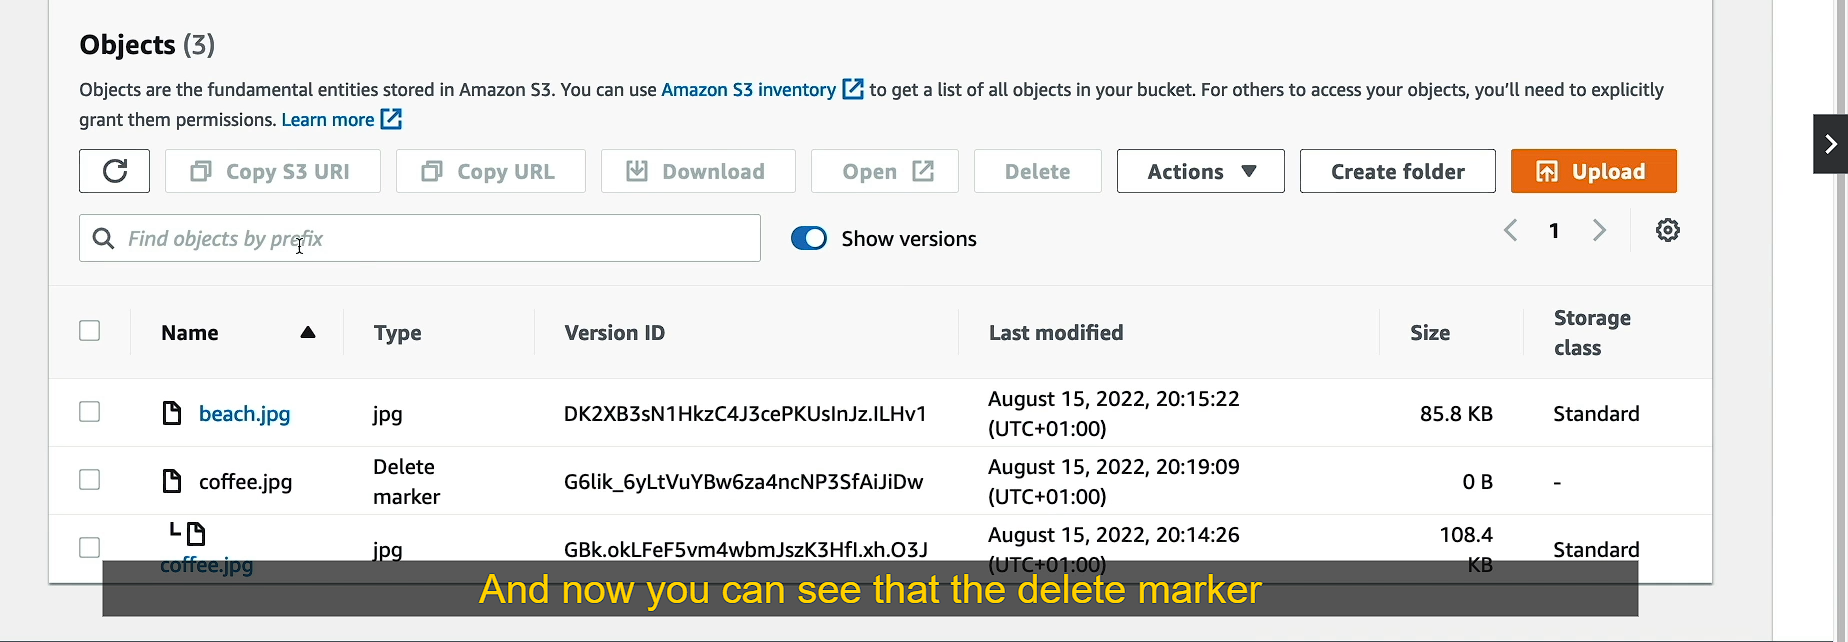 Objects (3)
Objects are the fundamental entities stored in Amazon S3. You can use Amazon S3 inventory to get a list of all objects in your bucket. For others to access your objects, you'll need to explicitly
grant them permissions. Learn more
Copy S3 URI Copy URL Download Open Delete Actions Create folder Upload
Find objects by prefix Show versions 1
Name Type Version ID Last modified Size Storage
class
beach.jpg jpg DK2XB3sN1HkzC4J3cePKUsInJz.ILHv1 August 15, 2022, 20:15:22
(UTC+01:00) 85.8 KB Standard
coffee.jpg Delete
marker G6lik_6yLtVuYBw6za4ncNP3SfAiJiDw August 15, 2022, 20:19:09
(UTC+01:00) 0 B -
coffee.jpg jpg GBk.okLFeF5vm4wbmJszK3Hfl.xh.O3J August 15, 2022, 20:14:26
(UTC+01:00) 108.4
KB Standard
And now you can see that the delete marker